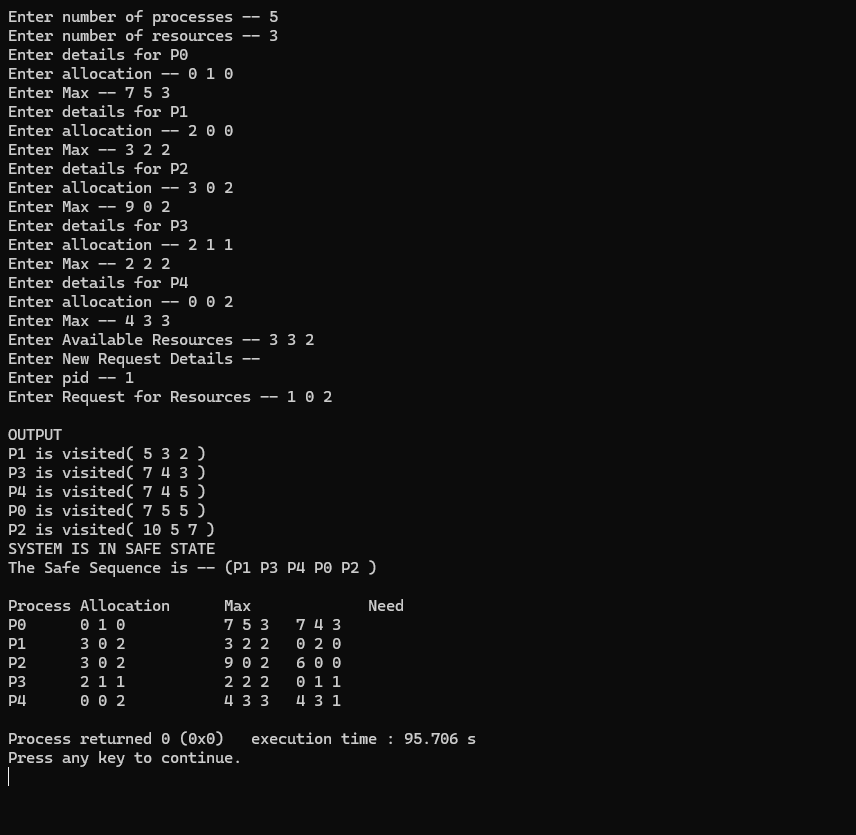 Enter number of processes -- 5
Enter number of resources -- 3
Enter details for P0
Enter allocation -- 0 1 0
Enter Max -- 7 5 3
Enter details for P1
Enter allocation -- 2 0 0
Enter Max -- 3 2 2
Enter details for P2
Enter allocation -- 3 0 2
Enter Max -- 9 0 2
Enter details for P3
Enter allocation -- 2 1 1
Enter Max -- 2 2 2
Enter details for P4
Enter allocation -- 0 0 2
Enter Max -- 4 3 3
Enter Available Resources -- 3 3 2
Enter New Request Details --
Enter pid -- 1
Enter Request for Resources -- 1 0 2

OUTPUT
P1 is visited( 5 3 2 )
P3 is visited( 7 4 3 )
P4 is visited( 7 4 5 )
P0 is visited( 7 5 5 )
P2 is visited( 10 5 7 )
SYSTEM IS IN SAFE STATE
The Safe Sequence is -- (P1 P3 P4 P0 P2 )

Process Allocation      Max             Need
P0      0 1 0           7 5 3   7 4 3
P1      3 0 2           3 2 2   0 2 0
P2      3 0 2           9 0 2   6 0 0
P3      2 1 1           2 2 2   0 1 1
P4      0 0 2           4 3 3   4 3 1

Process returned 0 (0x0)   execution time : 95.706 s
Press any key to continue.